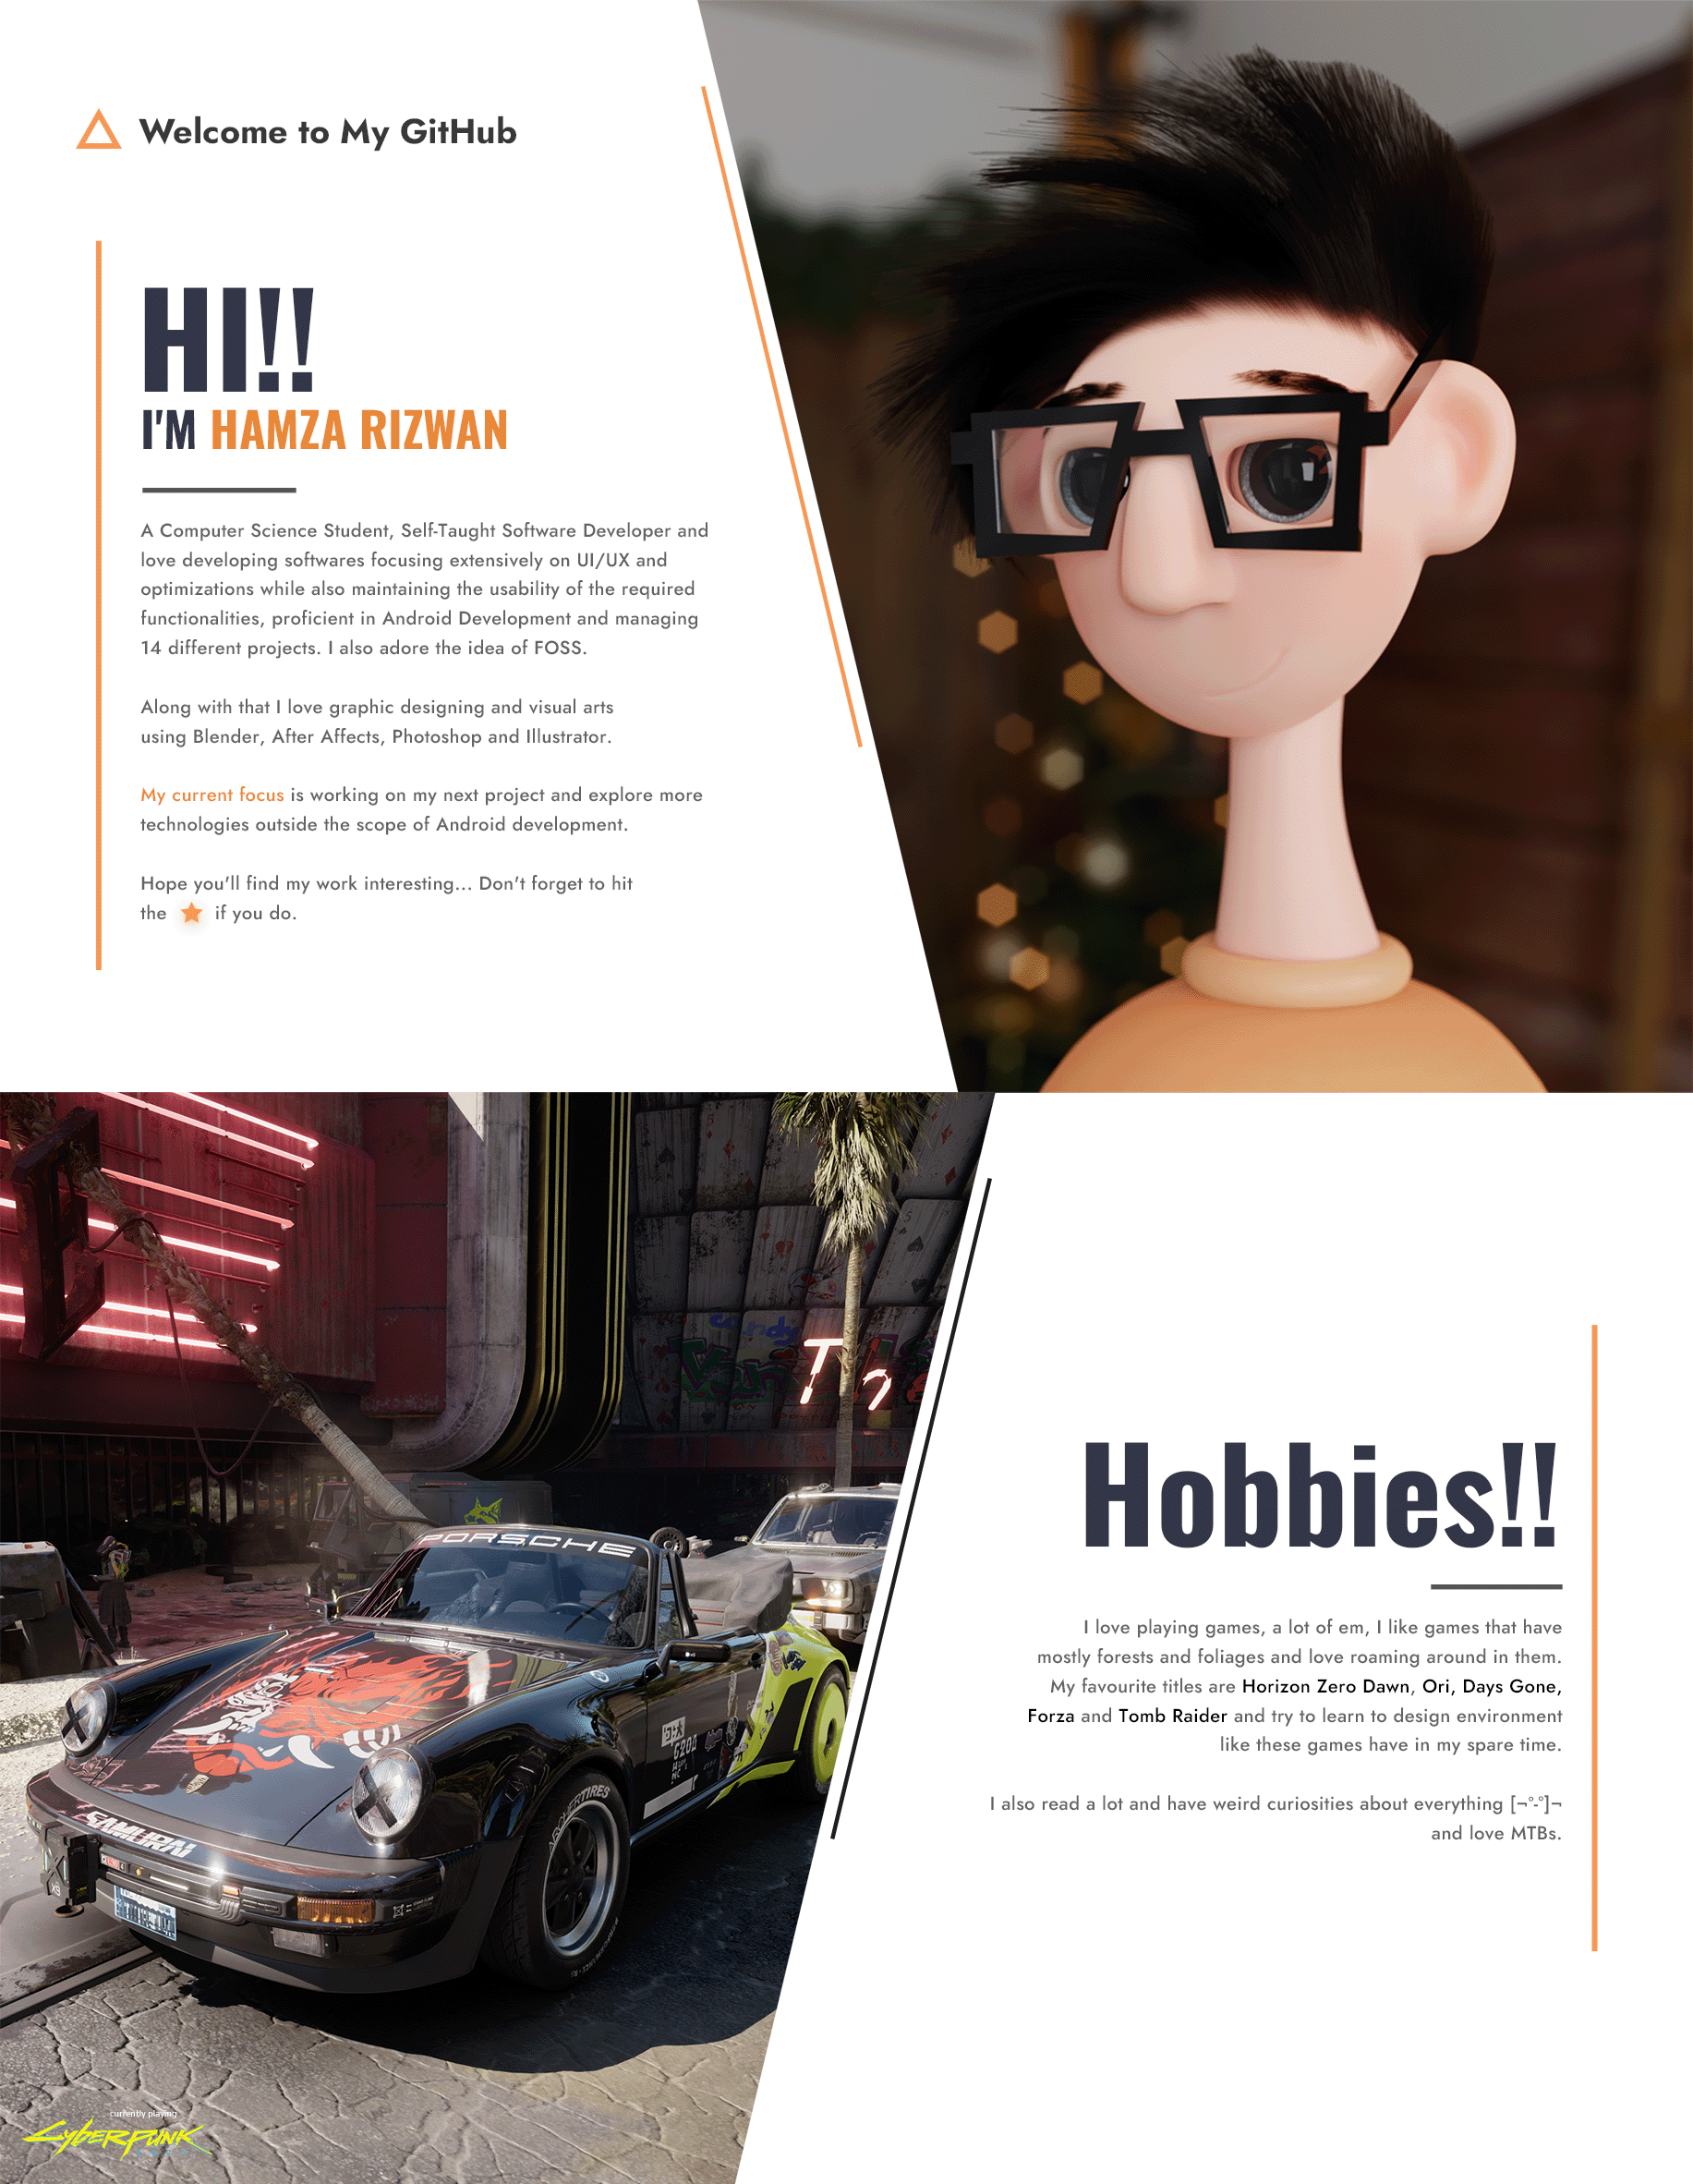 Welcome to My GitHub
HI!!
I'M HAMZA RIZWAN
A Computer Science Student, Self-Taught Software Developer and
love developing softwares focusing extensively on UI/UX and
optimizations while also maintaining the usability of the required
functionalities, proficient in Android Development and managing
14 different projects. I also adore the idea of FOSS.
Along with that I love graphic designing and visual arts
using Blender, After Affects, Photoshop and Illustrator.
My current focus is working on my next project and explore more
technologies outside the scope of Android development.
Hope you'll find my work interesting... Don't forget to hit
the ★ if you do.
Th
PORSCHE
SAMURAI
6204
currently playing
Cyberpunk
Hobbies!!
I love playing games, a lot of em, I like games that have
mostly forests and foliages and love roaming around in them.
My favourite titles are Horizon Zero Dawn, Ori, Days Gone,
Forza and Tomb Raider and try to learn to design environment
like these games have in my spare time.
I also read a lot and have weird curiosities about everything [¬°-°]¬
and love MTBs.